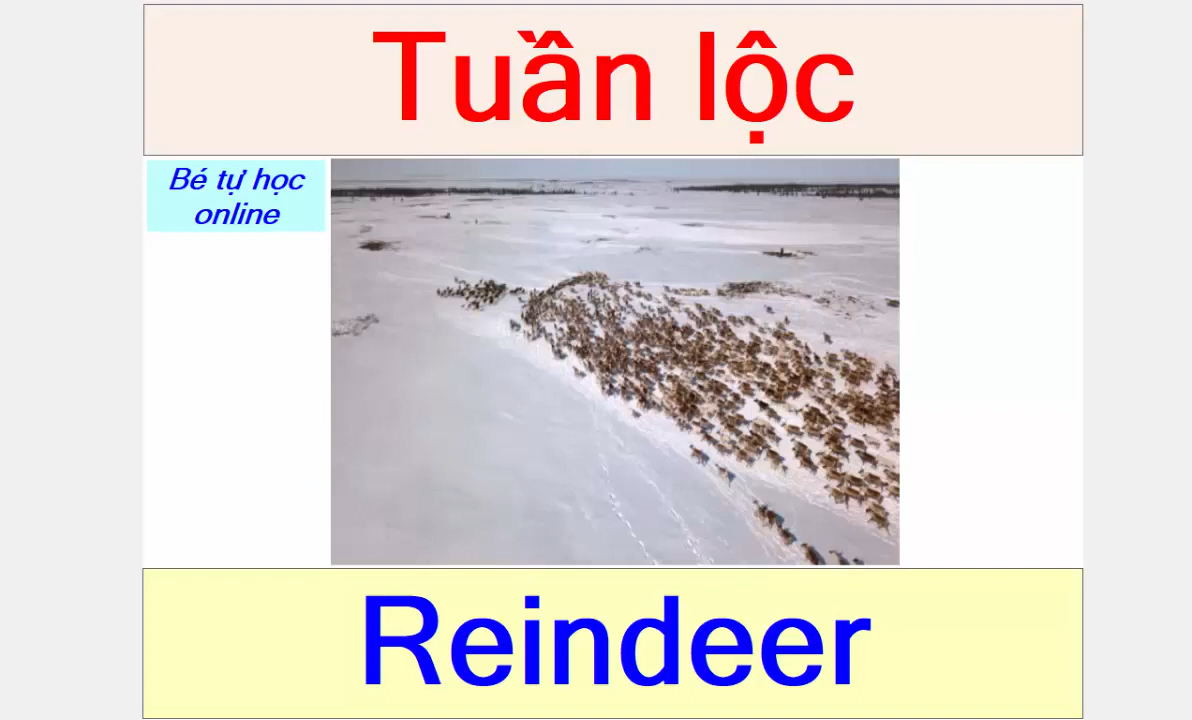 Tuần lộc
Bé tự học
online
Reindeer